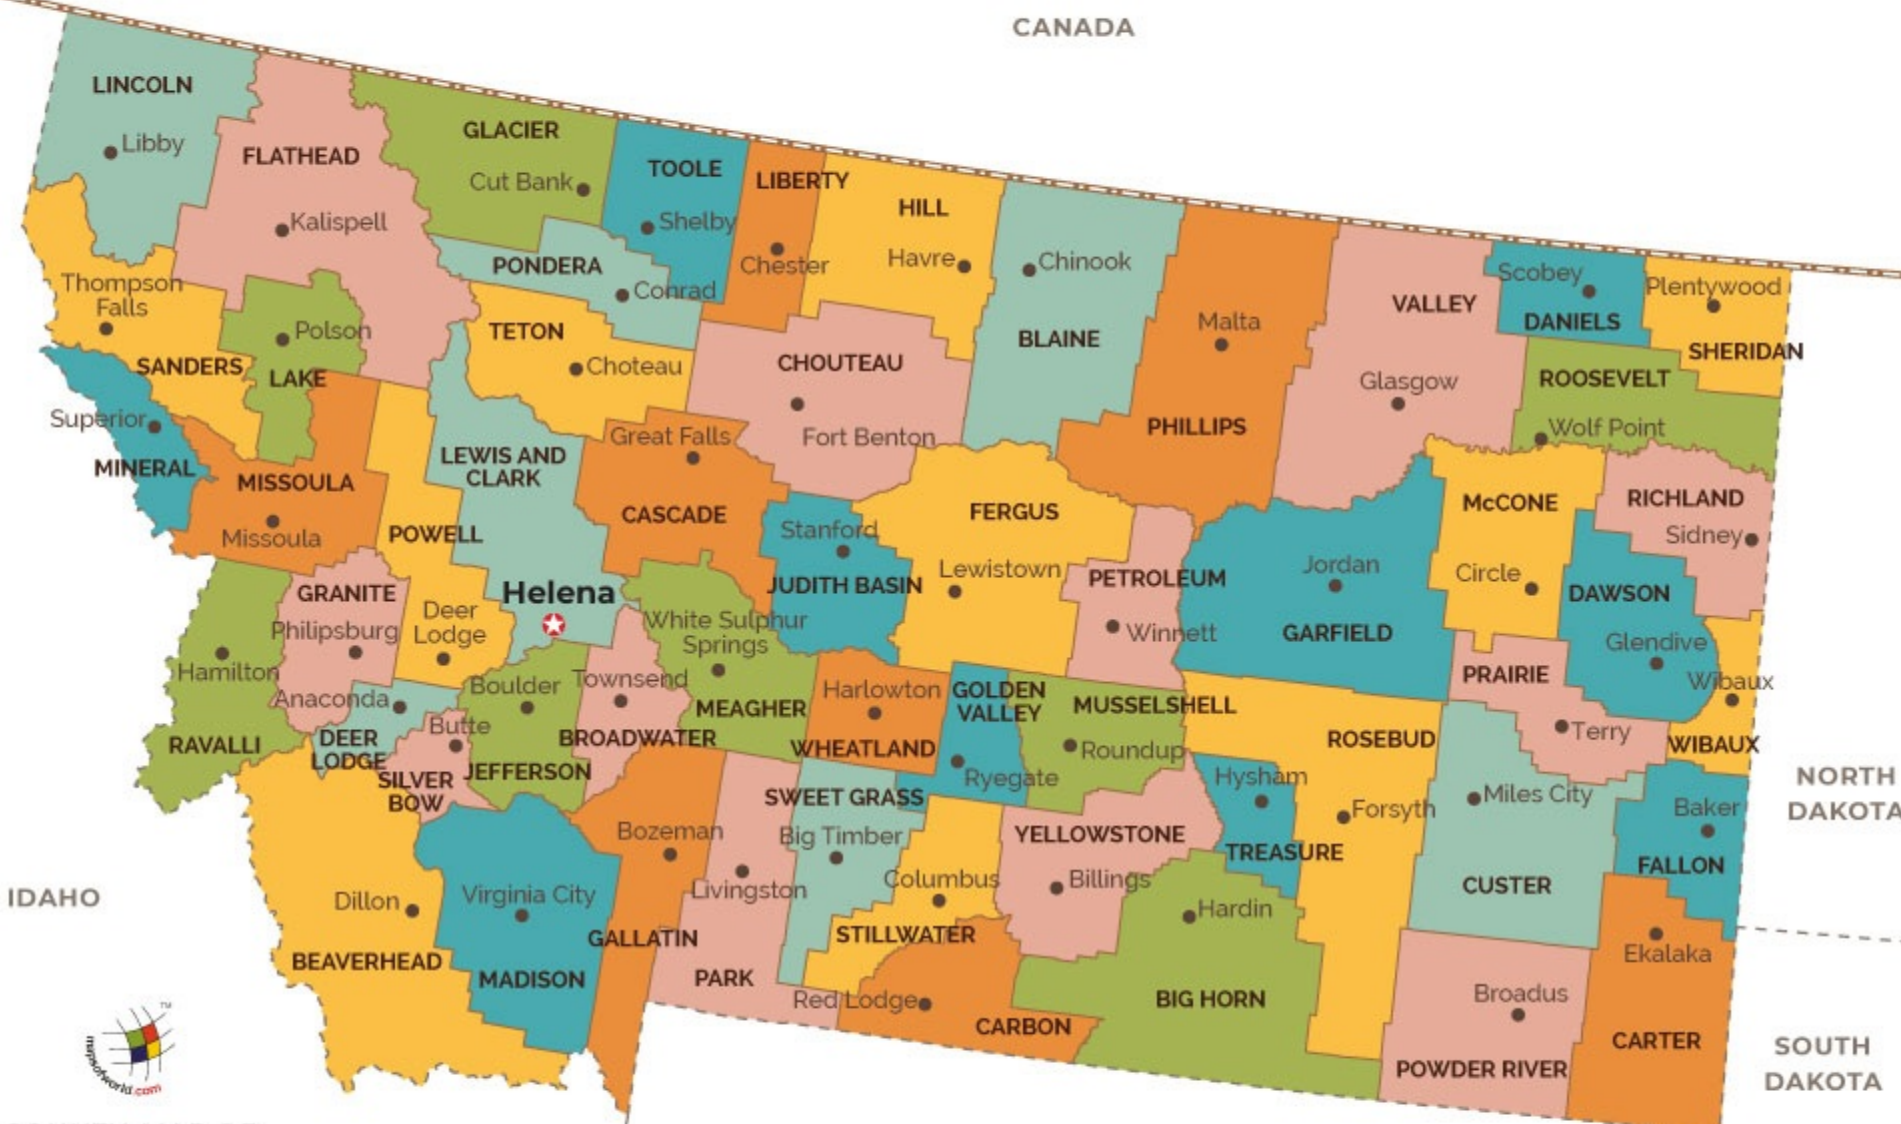 CANADA
LINCOLN
Libby
FLATHEAD
Kalispell
GLACIER
Cut Bank
TOOLE
Shelby
LIBERTY
Chester
HILL
Havre
Chinook
BLAINE
Malta
PHILLIPS
VALLEY
Glasgow
Scobey
DANIELS
Plentywood
SHERIDAN
ROOSEVELT
Wolf Point
PONDERA
Conrad
TETON
Choteau
CHOUTEAU
Fort Benton
Thompson
Falls
SANDERS
Polson
LAKE
Superior
MINERAL
MISSOULA
Missoula
POWELL
Deer
Lodge
LEWIS AND
CLARK
Helena
Great Falls
CASCADE
Stanford
JUDITH BASIN
FERGUS
Lewistown
PETROLEUM
Winnett
Jordan
GARFIELD
McCONE
Circle
RICHLAND
Sidney
DAWSON
Glendive
PRAIRIE
Terry
Wibaux
WIBAUX
GRANITE
Philipsburg
Hamilton
RAVALLI
Anaconda
DEER
LODGE
Butte
SILVER
BOW
Boulder
JEFFERSON
Townsend
BROADWATER
White Sulphur
Springs
MEAGHER
Harlowton
WHEATLAND
GOLDEN
VALLEY
Ryegate
MUSSELSHELL
Roundup
ROSEBUD
Forsyth
Hysham
TREASURE
Miles City
CUSTER
Baker
FALLON
NORTH
DAKOTA
IDAHO
Dillon
BEAVERHEAD
Virginia City
MADISON
Bozeman
GALLATIN
Livingston
PARK
SWEET GRASS
Big Timber
Columbus
STILLWATER
YELLOWSTONE
Billings
Red Lodge
CARBON
Hardin
BIG HORN
Broadus
POWDER RIVER
Ekalaka
CARTER
SOUTH
DAKOTA
TM
mapsofworld.com